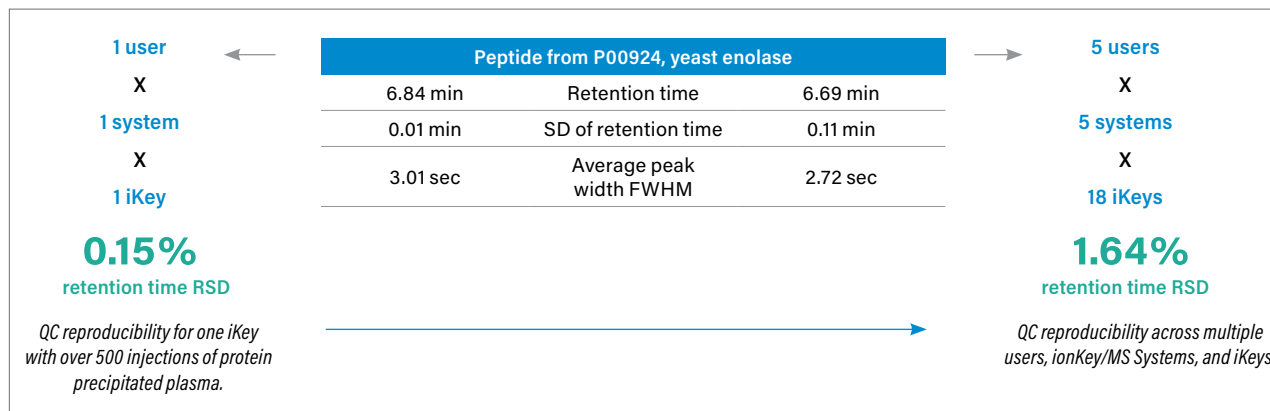 1 user
X
1 system
X
1 iKey
0.15%
retention time RSD
QC reproducibility for one iKey
with over 500 injections of protein
precipitated plasma.
Peptide from P00924, yeast enolase
6.84 min Retention time 6.69 min
0.01 min SD of retention time 0.11 min
3.01 sec Average peak 2.72 sec
width FWHM
5 users
X
5 systems
X
18 iKeys
1.64%
retention time RSD
QC reproducibility across multiple
users, ionKey/MS Systems, and iKeys